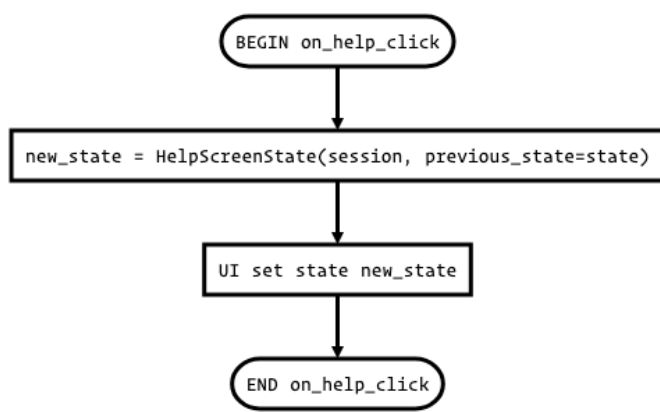 BEGIN on_help_click
new_state = HelpScreenState(session, previous_state=state)
UI set state new_state
END on_help_click